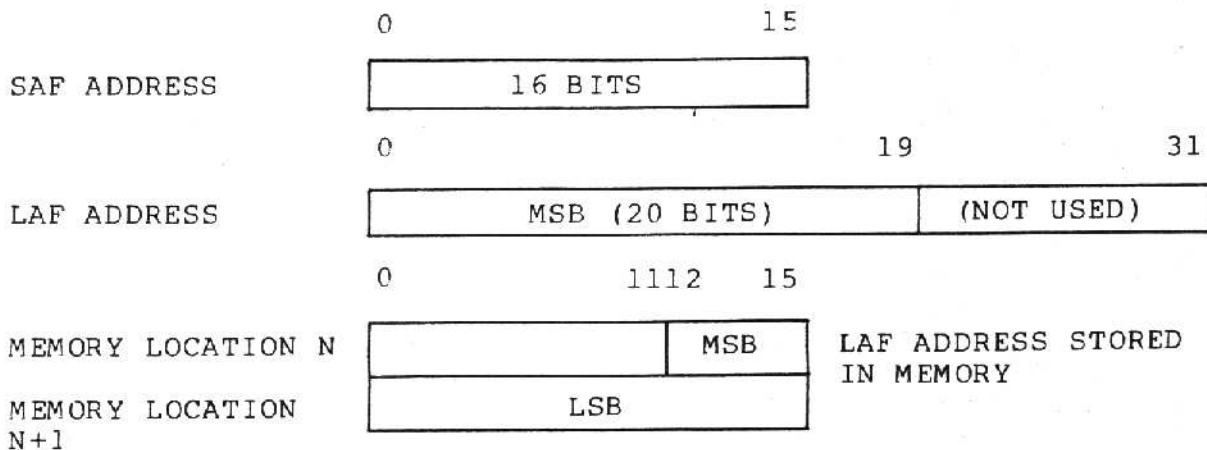 0 15
SAF ADDRESS 16 BITS
0 19 31
LAF ADDRESS MSB (20 BITS) (NOT USED)
0 1112 15
MEMORY LOCATION N MSB LAF ADDRESS STORED
IN MEMORY
MEMORY LOCATION LSB
N+1